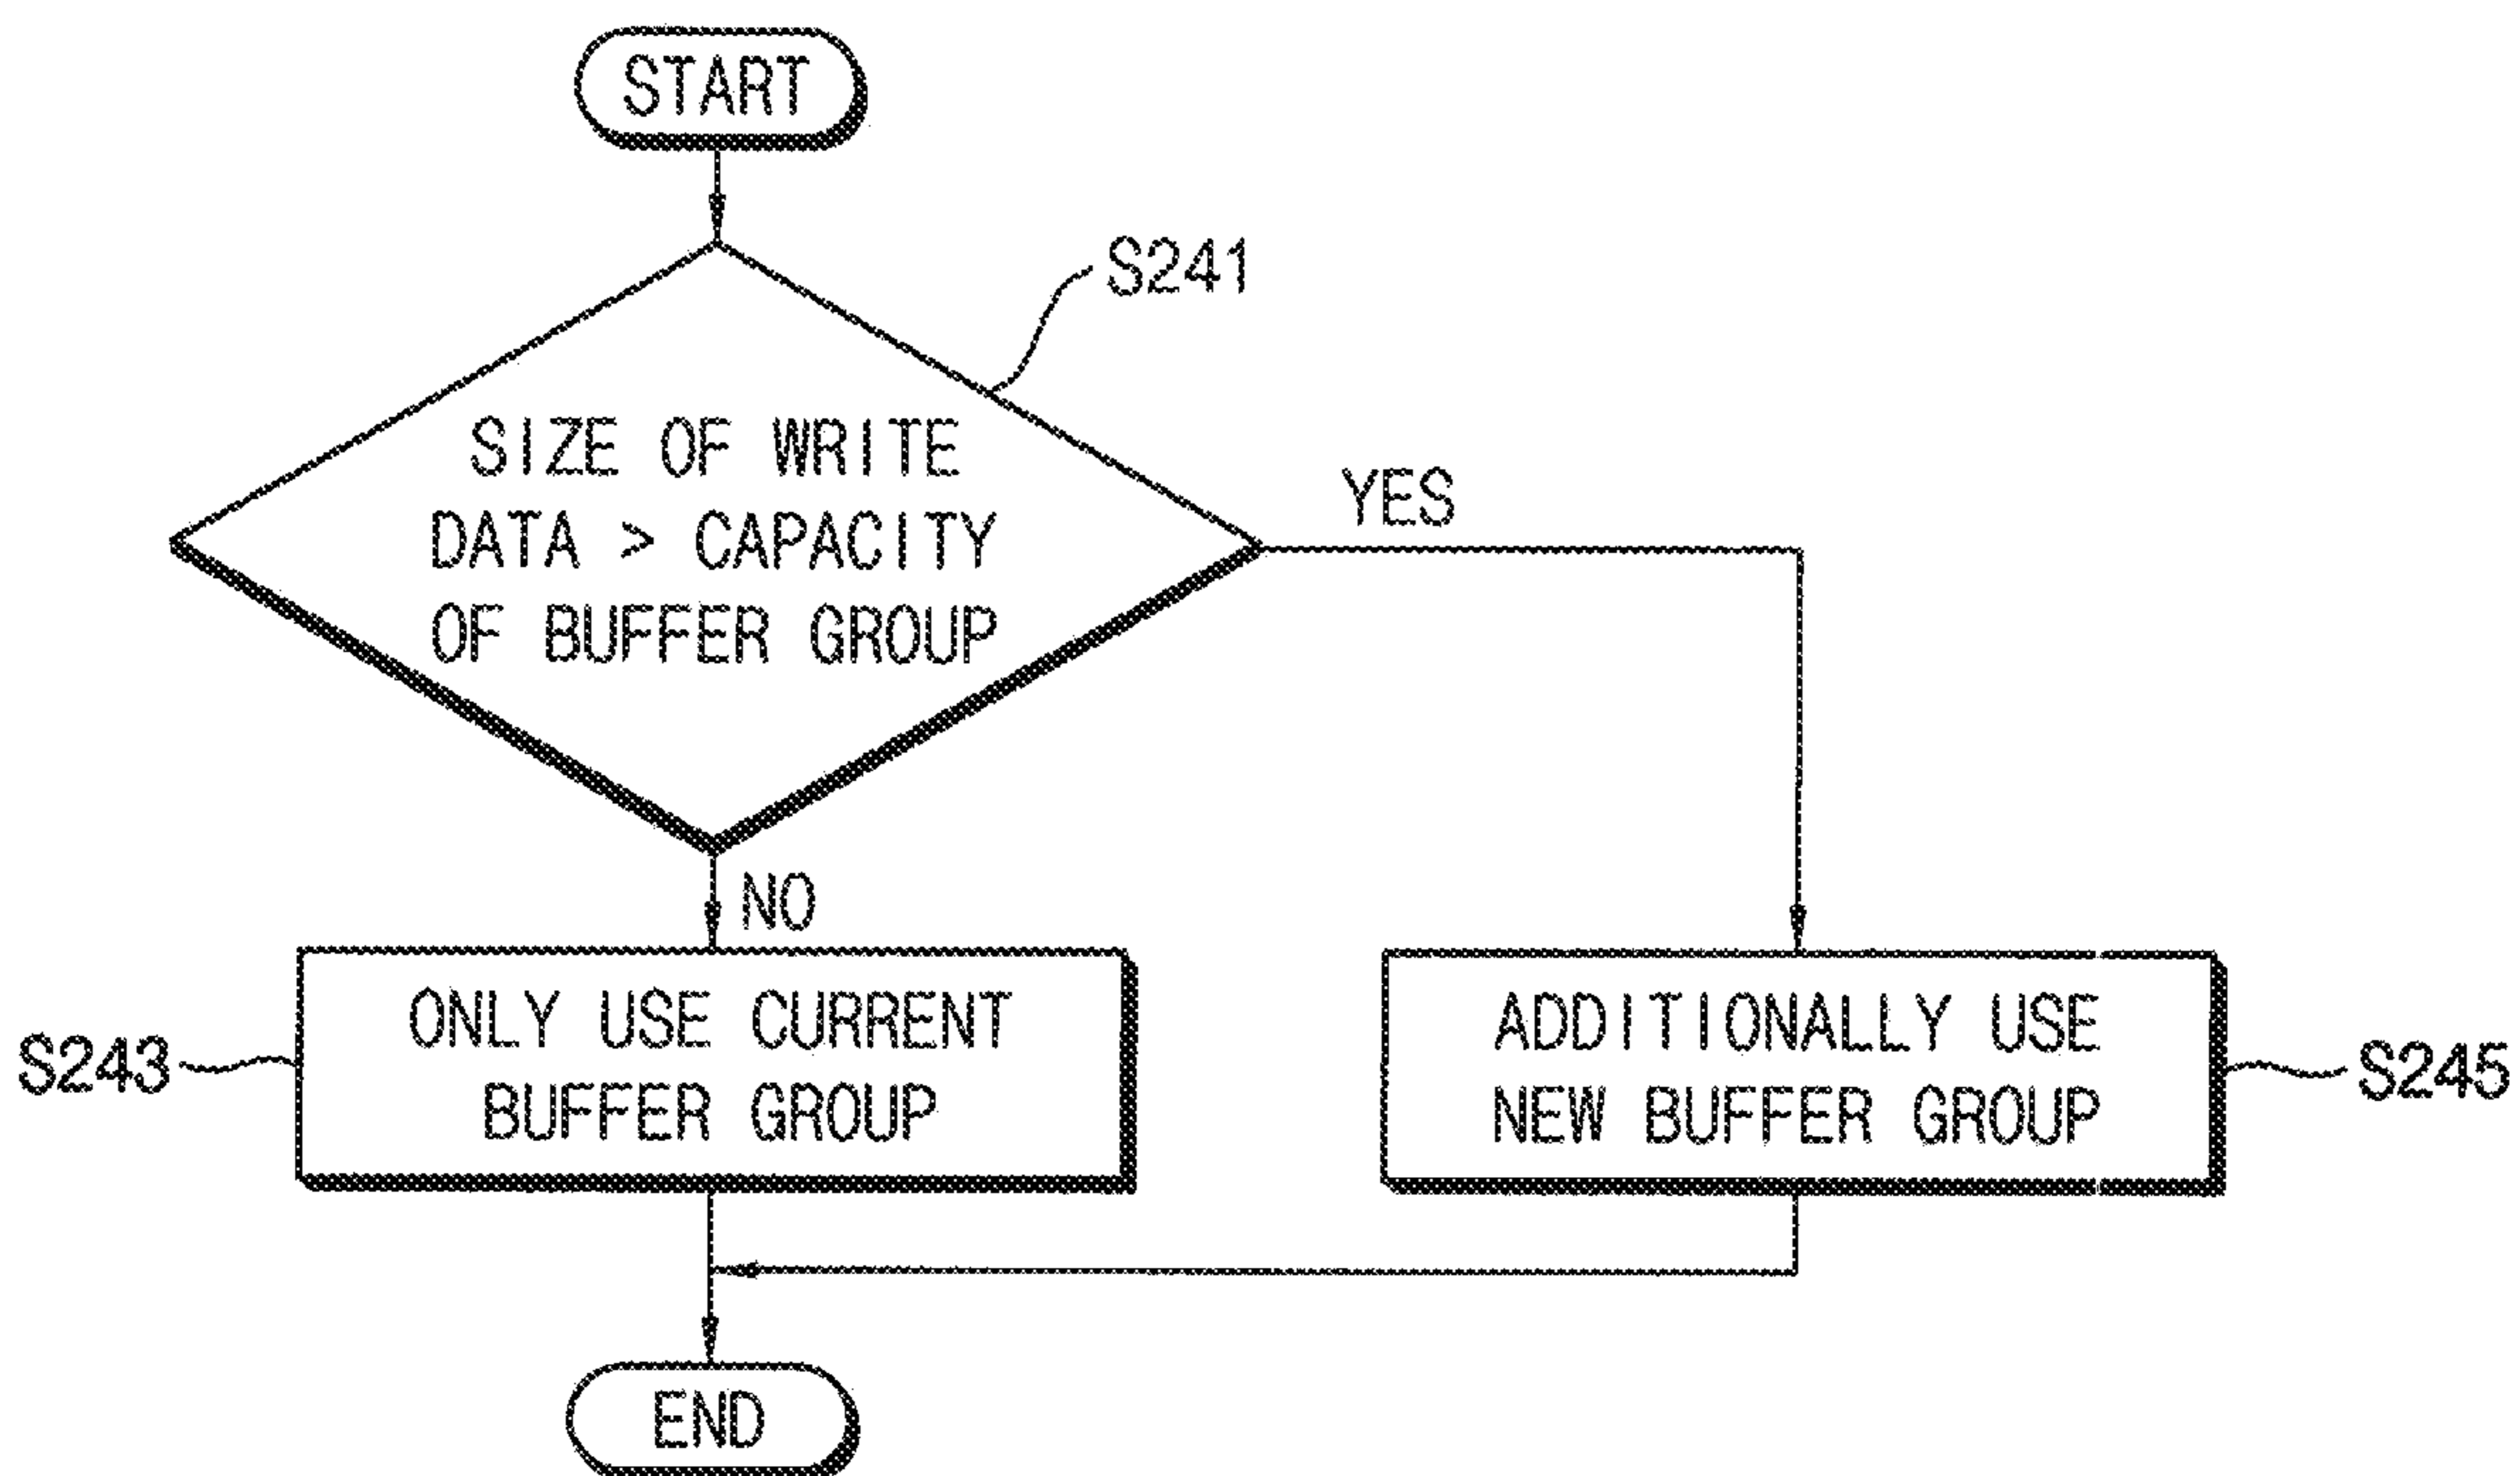 START
S241
SIZE OF WRITE
DATA > CAPACITY
OF BUFFER GROUP
YES
NO
S243
ONLY USE CURRENT
BUFFER GROUP
ADDITIONALLY USE
NEW BUFFER GROUP
S245
END